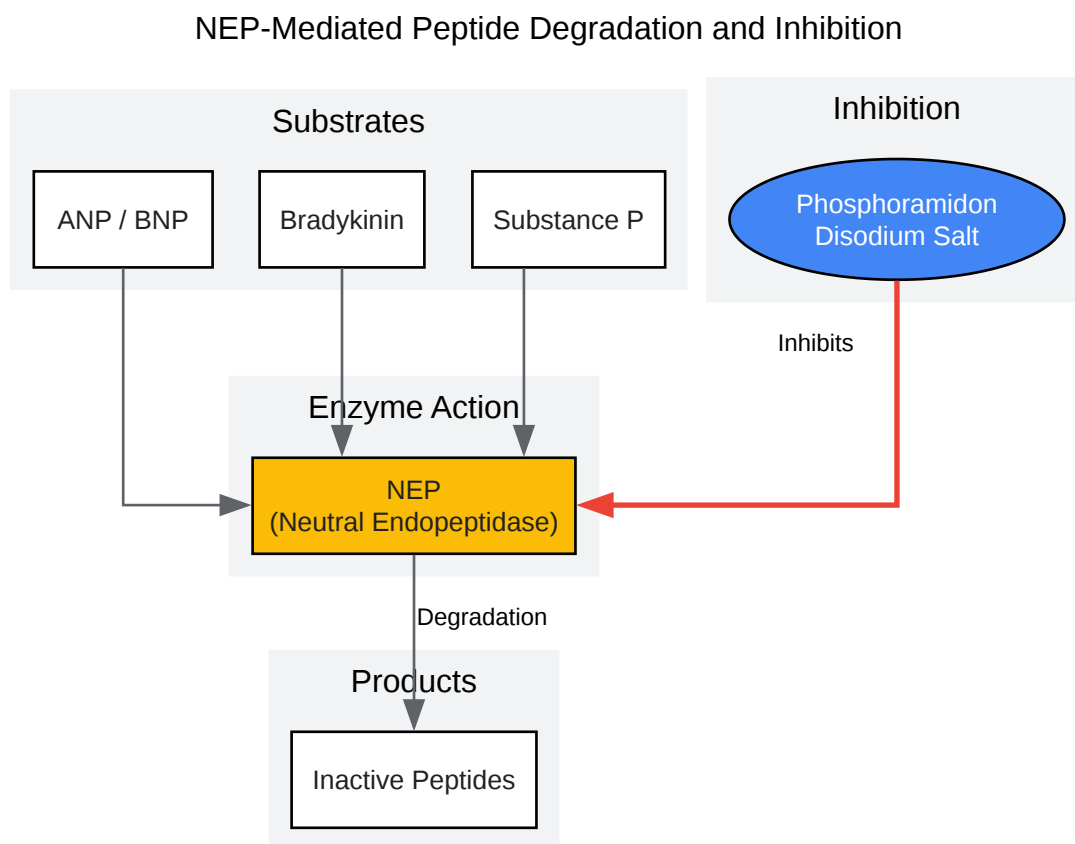 NEP-Mediated Peptide Degradation and Inhibition
Substrates
ANP / BNP
Bradykinin
Substance P
Inhibition
Phosphoramidon
Disodium Salt
Inhibits
Enzyme Action
NEP
(Neutral Endopeptidase)
Degradation
Products
Inactive Peptides